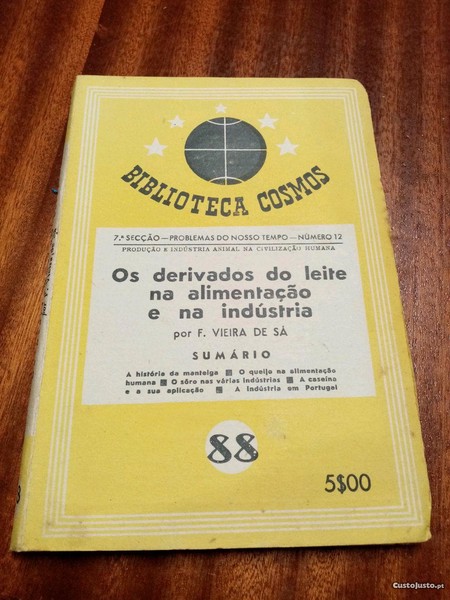 BIBLIOTECA COSMOS
7.ª SECÇÃO — PROBLEMAS DO NOSSO TEMPO — NÚMERO 12
PRODUÇÃO E INDÚSTRIA ANIMAL NA CIVILIZAÇÃO HUMANA
Os derivados do leite
na alimentação
e na indústria
por F. VIEIRA DE SÁ
SUMÁRIO
A história da manteiga ■ O queijo na alimentação
humana ■ O sôro nas várias indústrias ■ A caseína
e a sua aplicação ■ A Indústria em Portugal
88
5$00
CustoJusto.pt